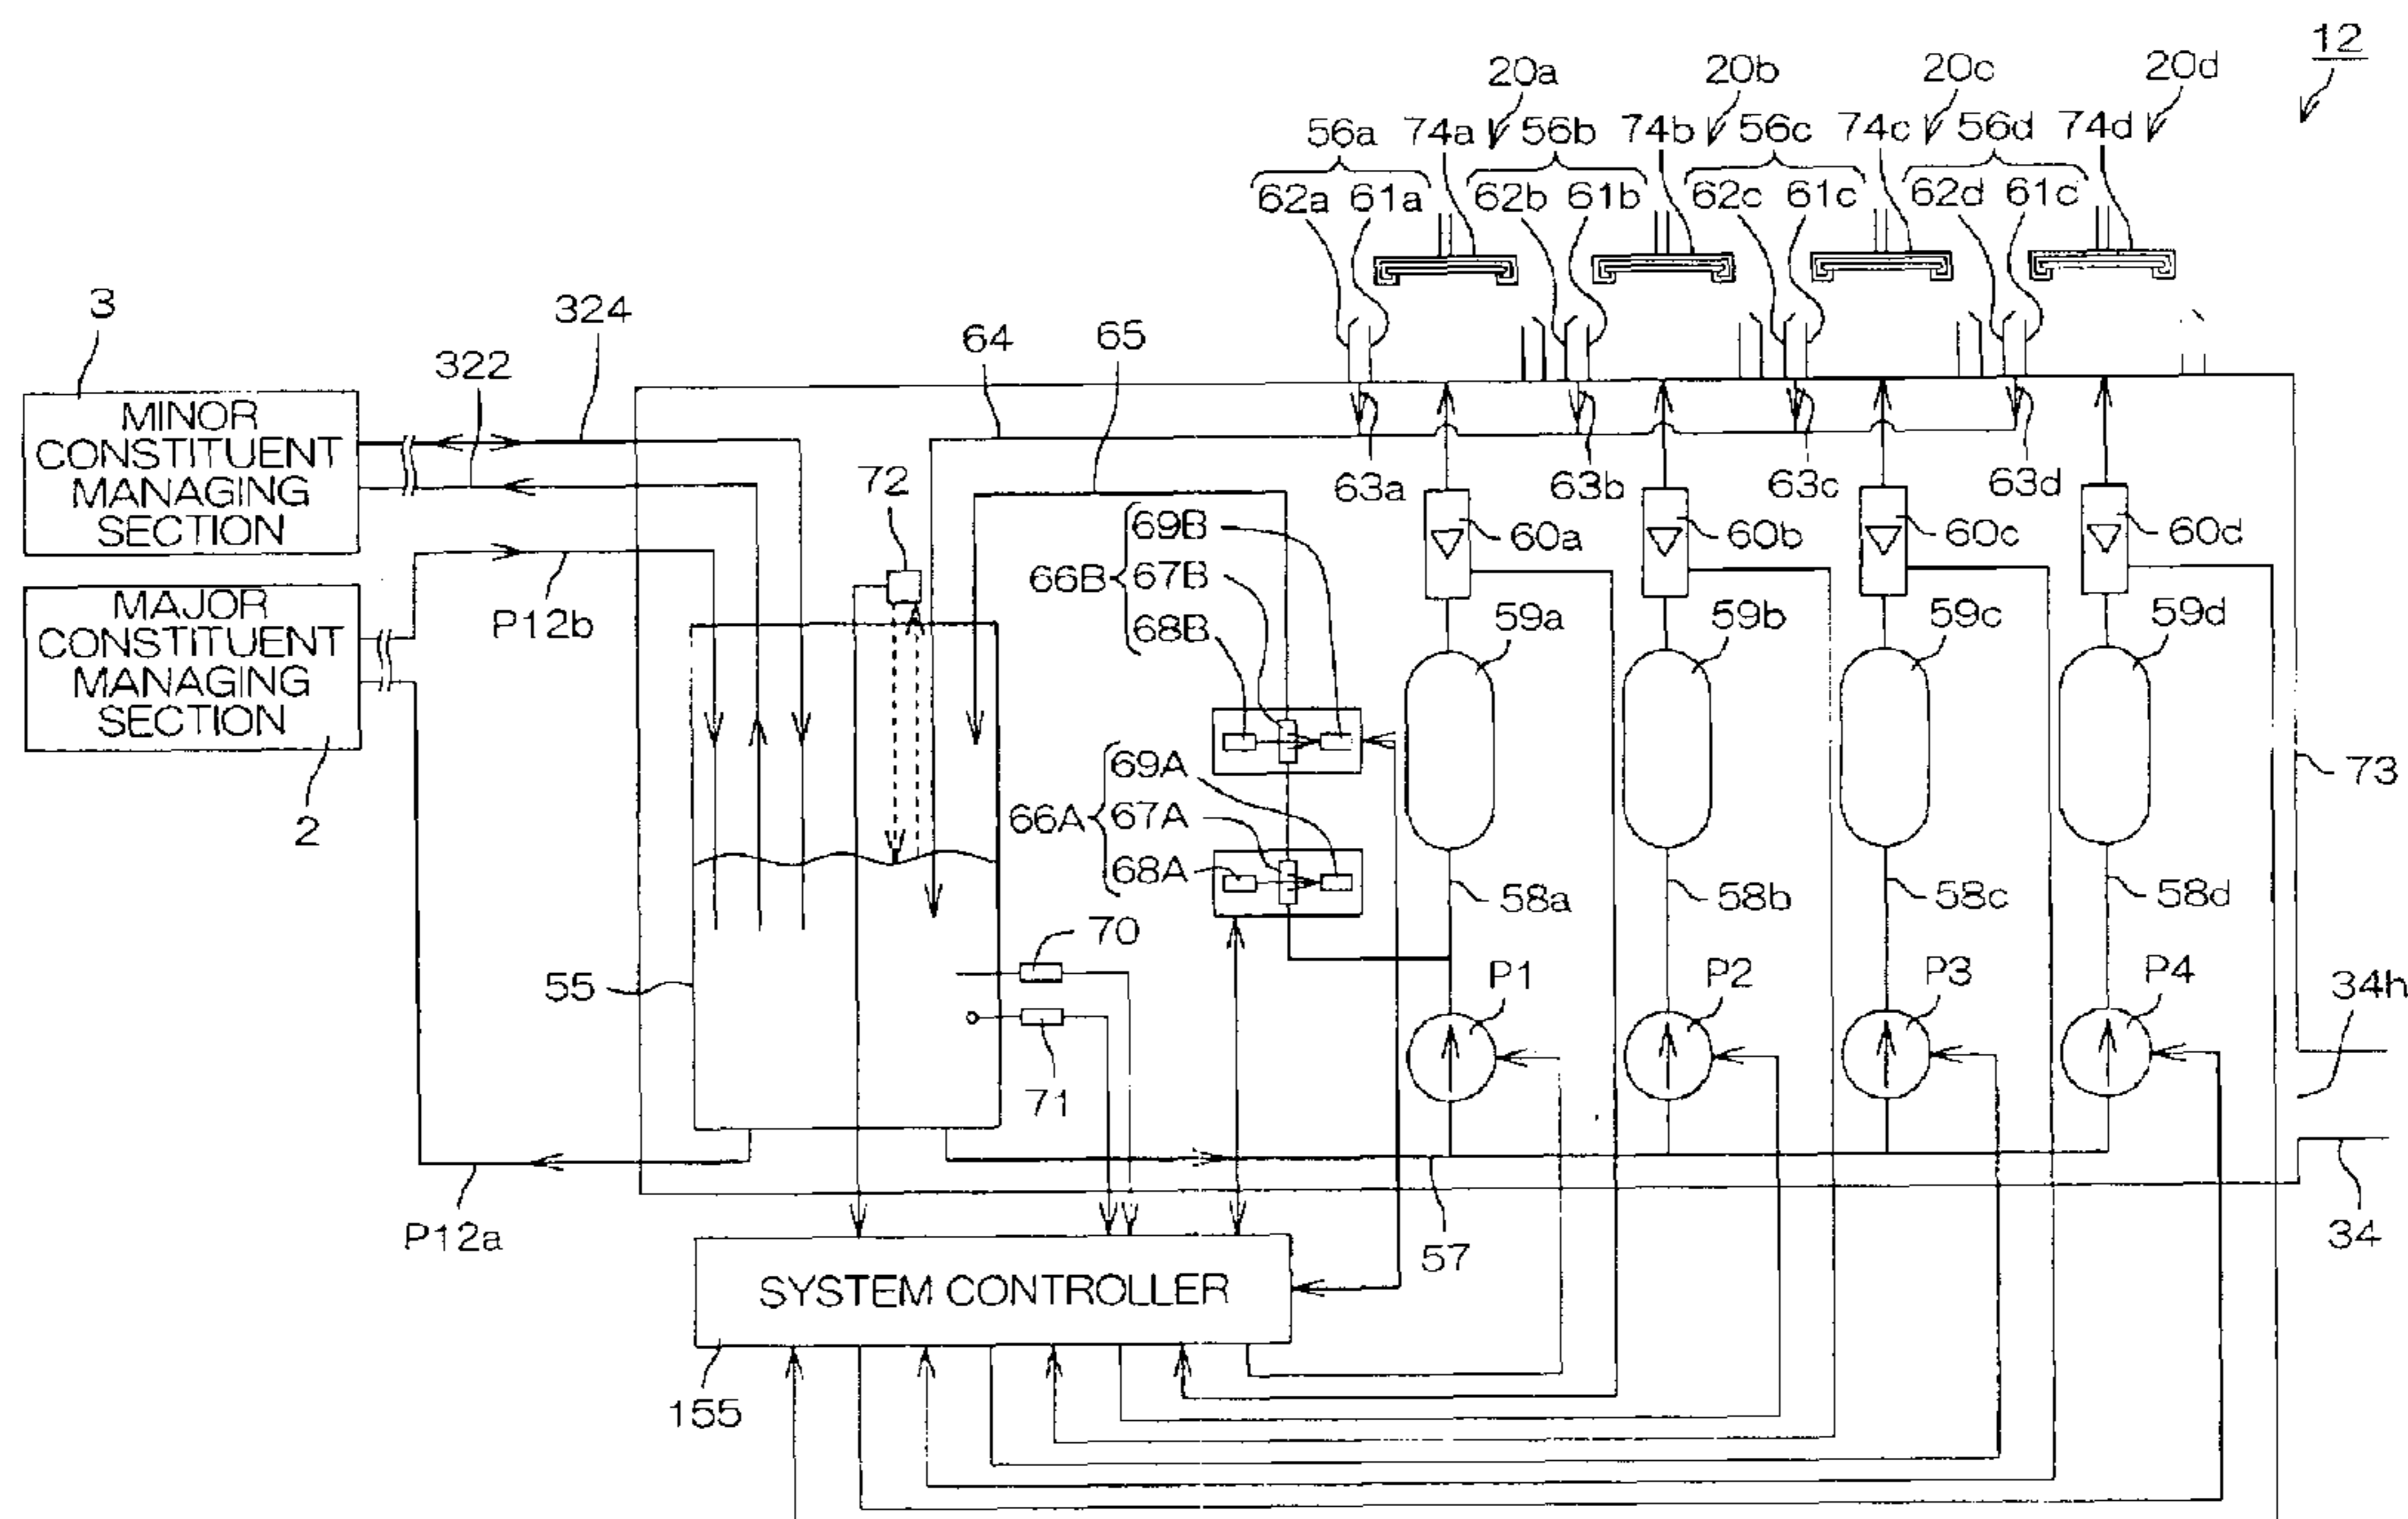 12
20a 20b 20c 20d
56a 74a 56b 74b 56c 74c 56d 74d
62a 61a 62b 61b 62c 61c 62d 61c
3
324
322
64
65
MINOR
CONSTITUENT
MANAGING
SECTION
72
63a 63b 63c 63d
69B
66B 67B
68B
60a 60b 60c 60d
P12b
MAJOR
CONSTITUENT
MANAGING
SECTION
59a 59b 59c 59d
2
69A
66A 67A
68A
73
58a 58b 58c 58d
70
55
P1 P2 P3 P4
34h
71
P12a
57
34
SYSTEM CONTROLLER
155